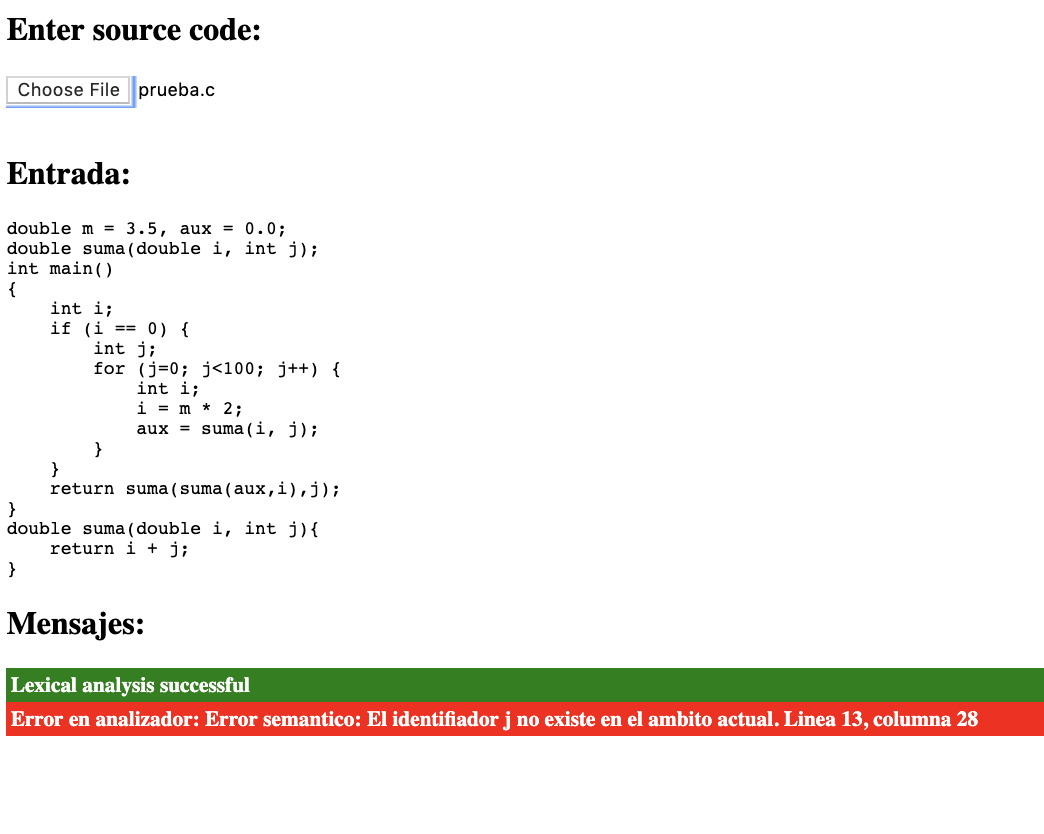 Enter source code:
Choose File prueba.c
Entrada:
double m = 3.5, aux = 0.0;
double suma(double i, int j);
int main()
{
    int i;
    if (i == 0) {
        int j;
        for (j=0; j<100; j++) {
            int i;
            i = m * 2;
            aux = suma(i, j);
        }
    }
    return suma(suma(aux,i),j);
}
double suma(double i, int j){
    return i + j;
}
Mensajes:
Lexical analysis successful
Error en analizador: Error semantico: El identifiador j no existe en el ambito actual. Linea 13, columna 28